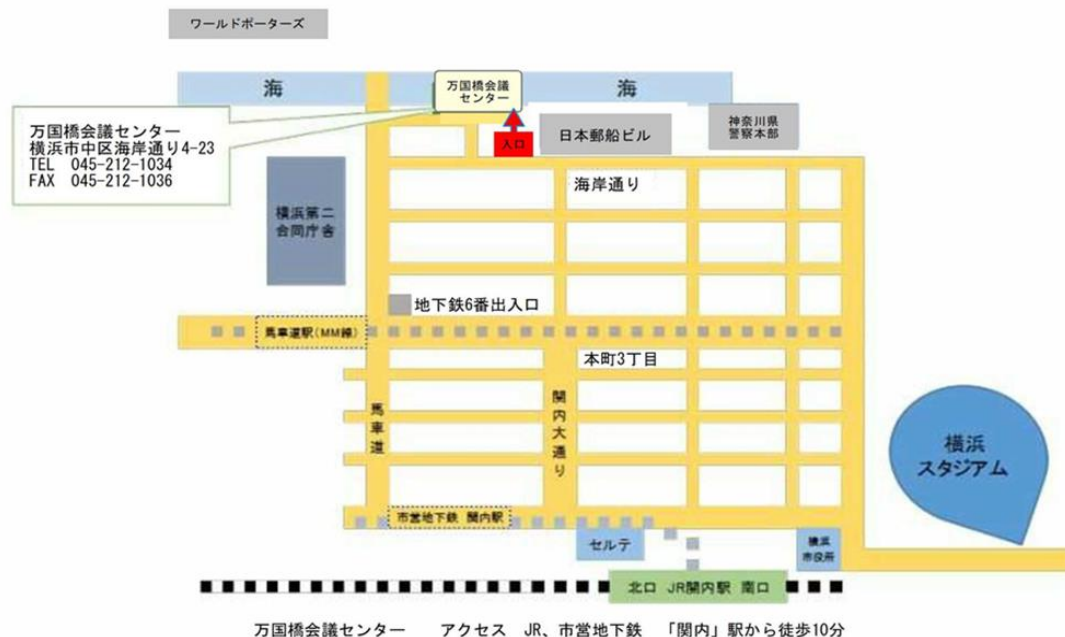 ワールドポーターズ
海
万国橋会議
センター
海
万国橋会議センター
横浜市中区海岸通り4-23
TEL 045-212-1034
FAX 045-212-1036
入口
日本郵船ビル
神奈川県
警察本部
海岸通り
横浜第二
合同庁舎
地下鉄6番出入口
馬車道駅(MM線)
本町3丁目
馬車道
関内大通り
横浜
スタジアム
市営地下鉄 関内駅
セルテ
横浜
市役所
北口 JR関内駅 南口
万国橋会議センター アクセス JR、市営地下鉄 「関内」駅から徒歩10分